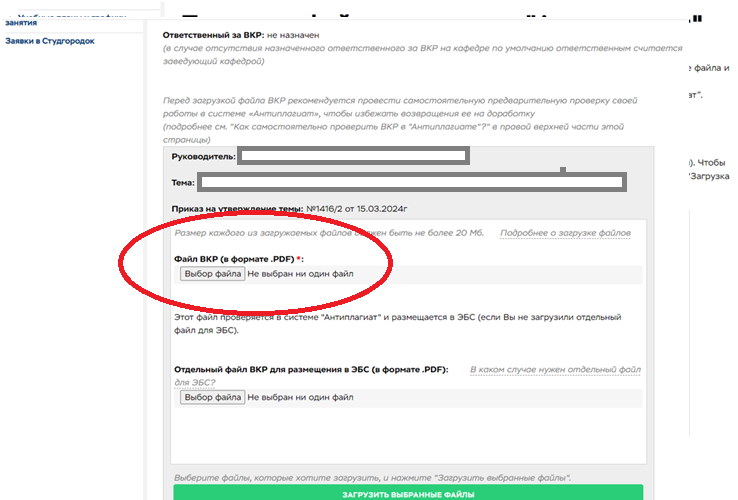 занятия
Заявки в Студгородок
Ответственный за ВКР: не назначен
(в случае отсутствия назначенного ответственного за ВКР на кафедре по умолчанию ответственным считается
заведующий кафедрой)
Перед загрузкой файла ВКР рекомендуется провести самостоятельную предварительную проверку своей
работы в системе «Антиплагиат», чтобы избежать возвращения ее на доработку
(подробнее см. "Как самостоятельно проверить ВКР в "Антиплагиате"?" в правой верхней части этой
страницы)
файла и
Руководитель:
Чтобы
"Загрузка
Тема:
Приказ на утверждение темы: №1416/2 от 15.03.2024г
Размер каждого из загружаемых файлов должен быть не более 20 Мб. Подробнее о загрузке файлов
Файл ВКР (в формате .PDF) *:
Выбор файла Не выбран ни один файл
Этот файл проверяется в системе "Антиплагиат" и размещается в ЭБС (если Вы не загрузили отдельный
файл для ЭБС).
Отдельный файл ВКР для размещения в ЭБС (в формате .PDF): В каком случае нужен отдельный файл
для ЭБС?
Выбор файла Не выбран ни один файл
Выберите файлы, которые хотите загрузить, и нажмите "Загрузить выбранные файлы".
ЗАГРУЗИТЬ ВЫБРАННЫЕ ФАЙЛЫ